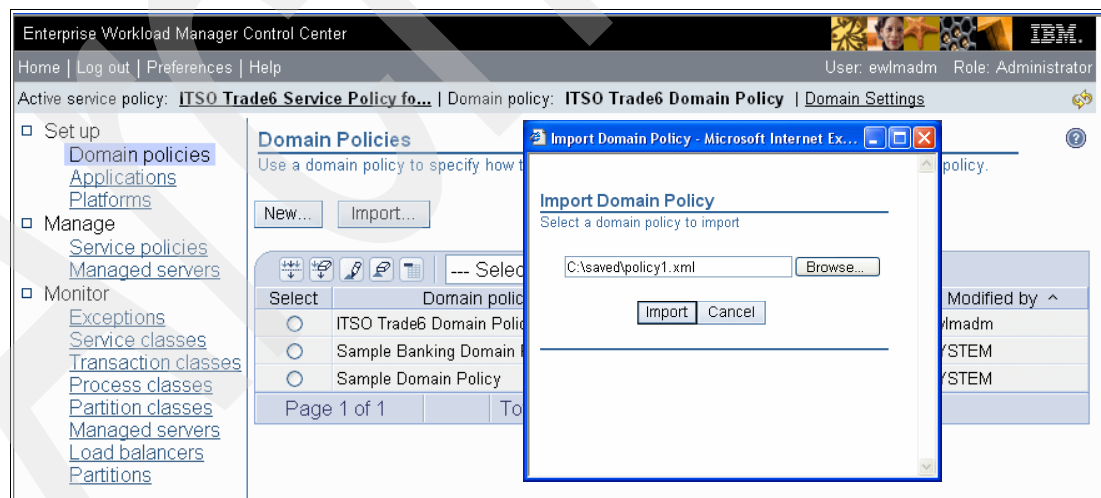 Enterprise Workload Manager Control Center
IBM.
Home | Log out | Preferences | Help
User: ewlmadm Role: Administrator
Active service policy: ITSO Trade6 Service Policy fo... | Domain policy: ITSO Trade6 Domain Policy | Domain Settings
Set up
Domain policies
Applications
Platforms
Manage
Service policies
Managed servers
Monitor
Exceptions
Service classes
Transaction classes
Process classes
Partition classes
Managed servers
Load balancers
Partitions
Domain Policies
Use a domain policy to specify how
policy.
New...
Import...
--- Selec
Select
Domain polic
Modified by ^
ITSO Trade6 Domain Polic
Sample Banking Domain
YSTEM
Sample Domain Policy
YSTEM
Page 1 of 1
To
Import Domain Policy - Microsoft Internet Ex...
Import Domain Policy
Select a domain policy to import
C:\saved\policy1.xml
Browse...
Import
Cancel